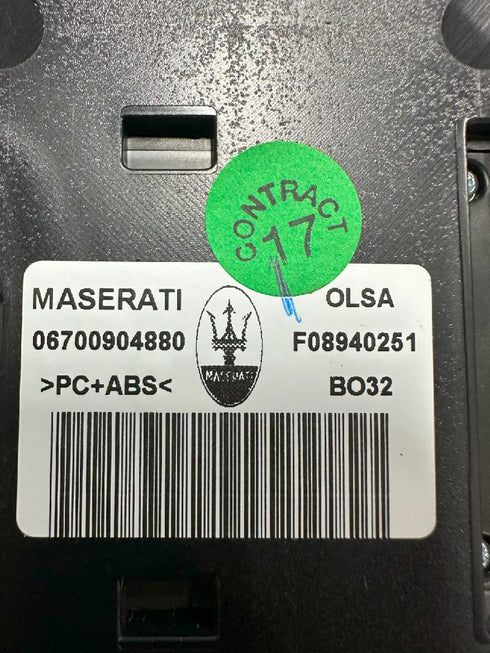 CONTRACT
17
MASERATI
OLSA
06700904880
F08940251
MASERATI
>PC+ABS<
BO32